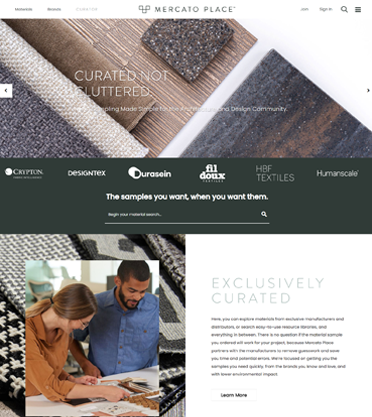 Materials Brands
MERCATO PLACE
Join Sign In
CURATED NOT
CLUTTERED.
Sampling Made Simple for the Architecture and Design Community.
CRYPTON
DESIGNTEX
Durasein
fil doux
HBF TEXTILES
Humanscale
The samples you want, when you want them.
Begin your material search...
EXCLUSIVELY
CURATED
Here, you can explore materials from exclusive manufacturers and
distributors, or search easy-to-use resource libraries, and
everything in between. There is no question if the material sample
you ordered will work for your project, because Mercato Place
partners with the manufacturers to remove guesswork and save
you time and potential errors. We're focused on getting you the
samples you need quickly, from the brands you know and love, and
with lower environmental impact.
Learn More